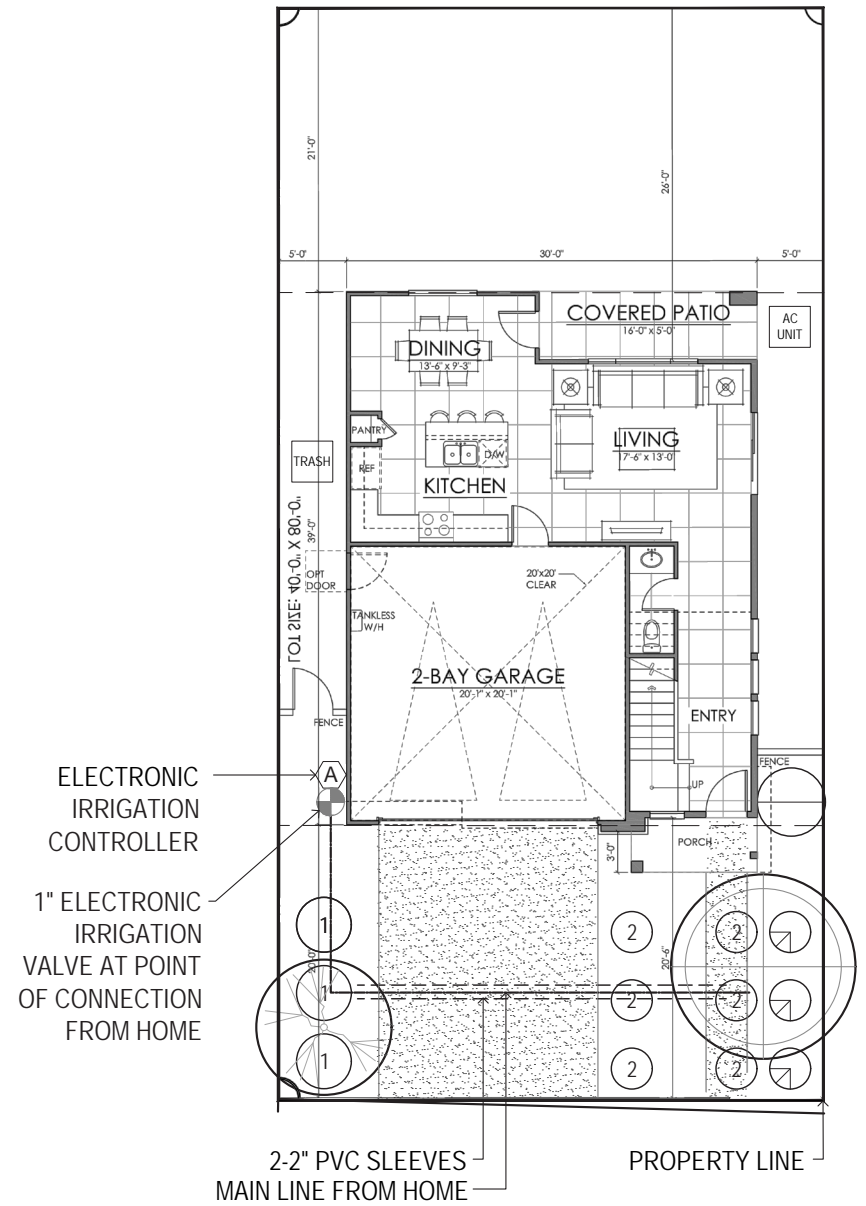 21'-0"
26'-0"
5'-0"
30'-0"
5'-0"
COVERED PATIO
16'-0" x 5'-0"
AC
UNIT
DINING
13'-6" x 9'-3"
PANTRY
LIVING
17'-6" x 13'-0"
D/W
TRASH
REF
KITCHEN
LOT SIZE: 40'-0" X 80'-0"
39'-0"
OPT
DOOR
20'x20'
CLEAR
TANKLESS
W/H
2-BAY GARAGE
20'-1" x 20'-1"
ENTRY
FENCE
FENCE
UP
A
ELECTRONIC
IRRIGATION
CONTROLLER
PORCH
3'-0"
1" ELECTRONIC
IRRIGATION
VALVE AT POINT
OF CONNECTION
FROM HOME
1
2
2
20'-0"
20'-6"
1
2
2
1
2
2
2-2" PVC SLEEVES
PROPERTY LINE
MAIN LINE FROM HOME